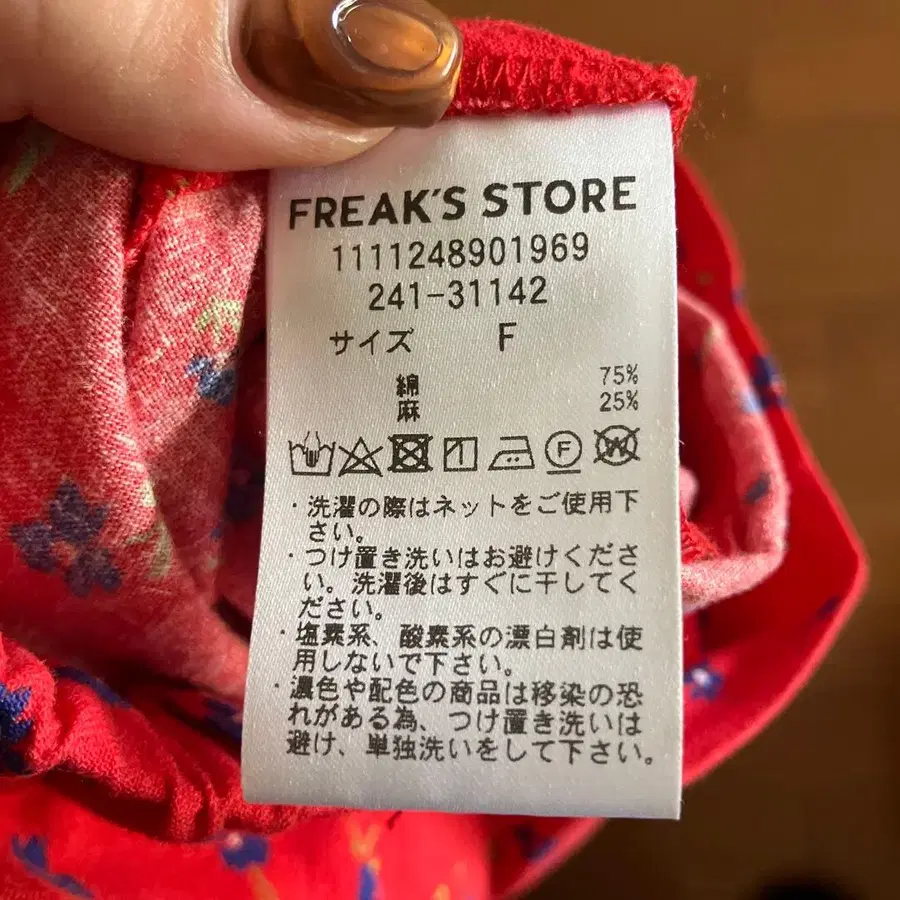 FREAK'S STORE
1111248901969
241-31142
サイズ F
綿 75%
麻 25%
F W
・洗濯の際はネットをご使用下
さい。
・つけ置き洗いはお避けくださ
い。洗濯後はすぐに干してく
ださい。
・塩素系、酸素系の漂白剤は使
用しないで下さい。
・濃色や配色の商品は移染の恐
れがある為、つけ置き洗いは
避け、単独洗いをして下さい。